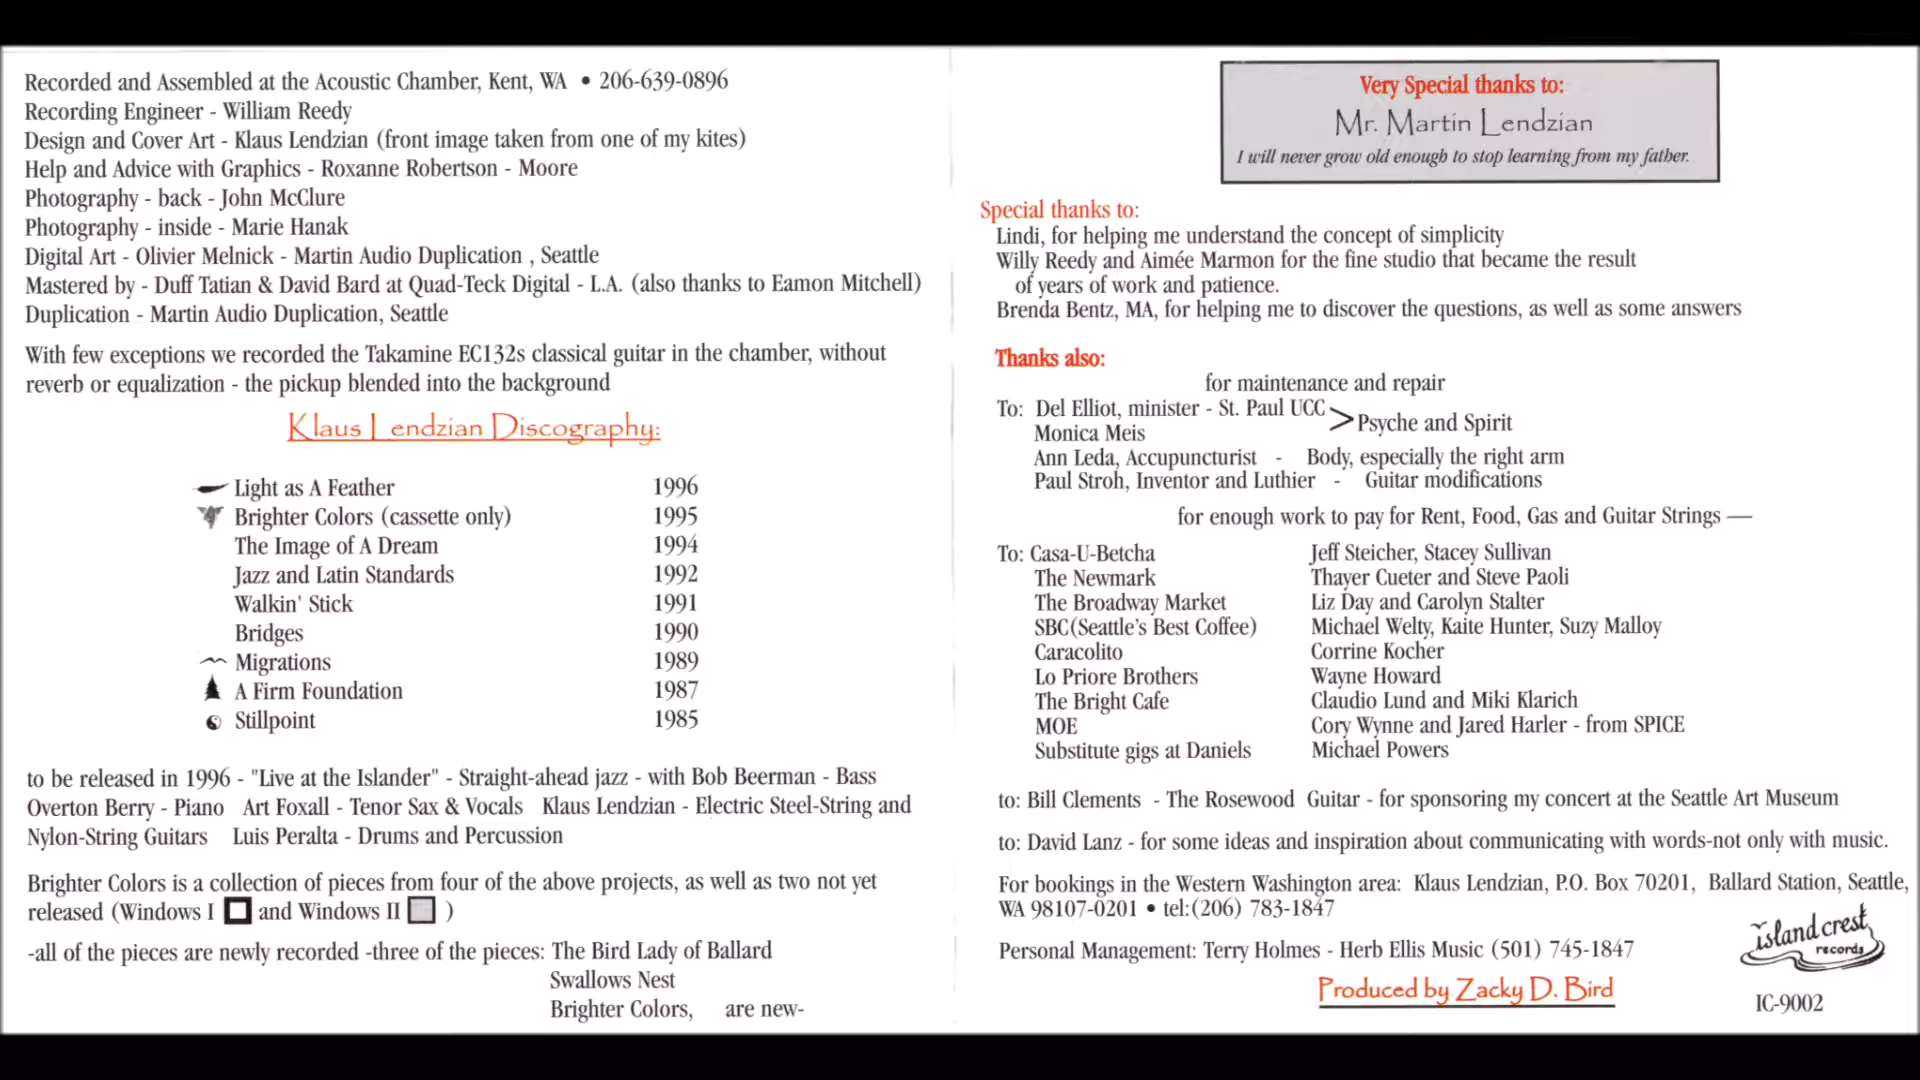 Recorded and Assembled at the Acoustic Chamber, Kent, WA • 206-639-0896
Recording Engineer - William Reedy
Design and Cover Art - Klaus Lendzian (front image taken from one of my kites)
Help and Advice with Graphics - Roxanne Robertson - Moore
Photography - back - John McClure
Photography - inside - Marie Hanak
Digital Art - Olivier Melnick - Martin Audio Duplication , Seattle
Mastered by - Duff Tatian & David Bard at Quad-Teck Digital - L.A. (also thanks to Eamon Mitchell)
Duplication - Martin Audio Duplication, Seattle
With few exceptions we recorded the Takamine EC132s classical guitar in the chamber, without
reverb or equalization - the pickup blended into the background
Klaus Lendzian Discography:
Light as A Feather 1996
Brighter Colors (cassette only) 1995
The Image of A Dream 1994
Jazz and Latin Standards 1992
Walkin' Stick 1991
Bridges 1990
Migrations 1989
A Firm Foundation 1987
Stillpoint 1985
to be released in 1996 - "Live at the Islander" - Straight-ahead jazz - with Bob Beerman - Bass
Overton Berry - Piano Art Foxall - Tenor Sax & Vocals Klaus Lendzian - Electric Steel-String and
Nylon-String Guitars Luis Peralta - Drums and Percussion
Brighter Colors is a collection of pieces from four of the above projects, as well as two not yet
released (Windows I and Windows II )
-all of the pieces are newly recorded -three of the pieces: The Bird Lady of Ballard
Swallows Nest
Brighter Colors, are new-
Very Special thanks to:
Mr. Martin Lendzian
I will never grow old enough to stop learning from my father.
Special thanks to:
Lindi, for helping me understand the concept of simplicity
Willy Reedy and Aimée Marmon for the fine studio that became the result
of years of work and patience.
Brenda Bentz, MA, for helping me to discover the questions, as well as some answers
Thanks also:
for maintenance and repair
To: Del Elliot, minister - St. Paul UCC
Monica Meis > Psyche and Spirit
Ann Leda, Accupuncturist - Body, especially the right arm
Paul Stroh, Inventor and Luthier - Guitar modifications
for enough work to pay for Rent, Food, Gas and Guitar Strings —
To: Casa-U-Betcha Jeff Steicher, Stacey Sullivan
The Newmark Thayer Cueter and Steve Paoli
The Broadway Market Liz Day and Carolyn Stalter
SBC(Seattle's Best Coffee) Michael Welty, Kaite Hunter, Suzy Malloy
Caracolito Corrine Kocher
Lo Priore Brothers Wayne Howard
The Bright Cafe Claudio Lund and Miki Klarich
MOE Cory Wynne and Jared Harler - from SPICE
Substitute gigs at Daniels Michael Powers
to: Bill Clements - The Rosewood Guitar - for sponsoring my concert at the Seattle Art Museum
to: David Lanz - for some ideas and inspiration about communicating with words-not only with music.
For bookings in the Western Washington area: Klaus Lendzian, P.O. Box 70201, Ballard Station, Seattle,
WA 98107-0201 • tel:(206) 783-1847
Personal Management: Terry Holmes - Herb Ellis Music (501) 745-1847
island crest
records
Produced by Zacky D. Bird
IC-9002